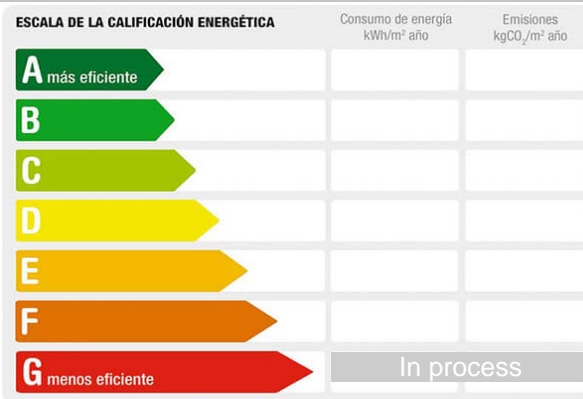 ESCALA DE LA CALIFICACIÓN ENERGÉTICA
Consumo de energía
kWh/m² año
Emisiones
kgCO₂/m² año
A más eficiente
B
C
D
E
F
G menos eficiente
In process